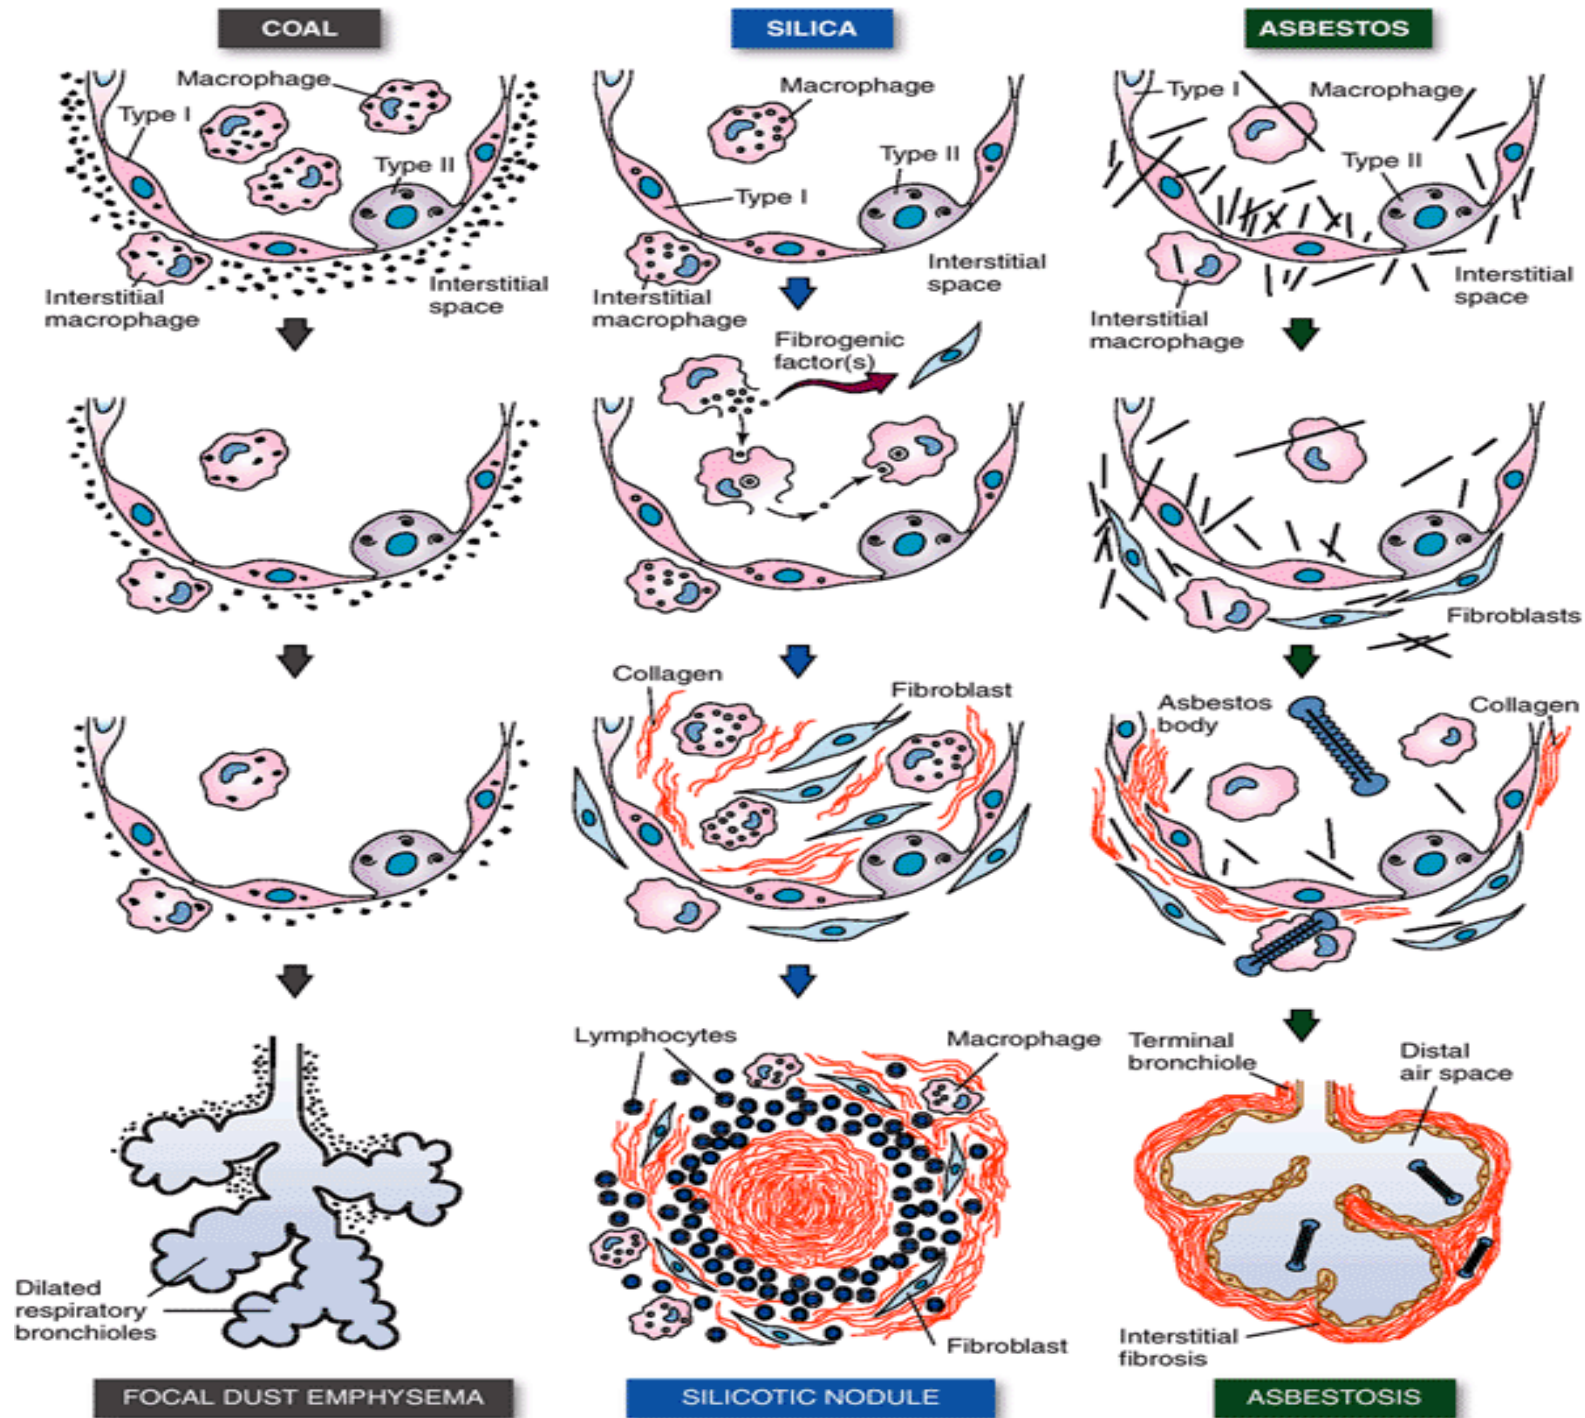 COAL
Macrophage
Type I
Type II
Interstitial
macrophage
Interstitial
space
Dilated
respiratory
bronchioles
FOCAL DUST EMPHYSEMA
SILICA
Macrophage
Type II
Type I
Interstitial
macrophage
Interstitial
space
Fibrogenic
factor(s)
Collagen
Fibroblast
Lymphocytes
Macrophage
Fibroblast
SILICOTIC NODULE
ASBESTOS
Type I
Macrophage
Type II
Interstitial
macrophage
Interstitial
space
Fibroblasts
Asbestos
body
Collagen
Terminal
bronchiole
Distal
air space
Interstitial
fibrosis
ASBESTOSIS